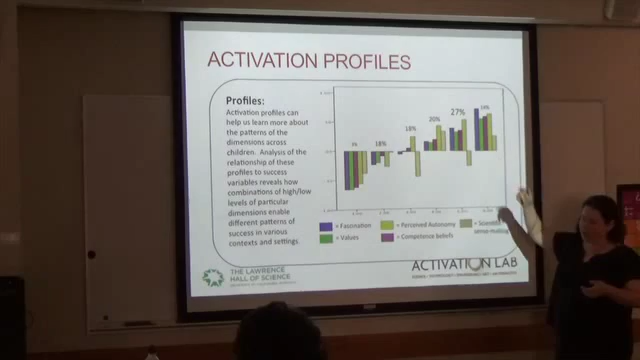 ACTIVATION PROFILES
Profiles:
Activation profiles can
help us learn more about
the patterns of the
dimensions across
children. Analysis of the
relationship of these
profiles to success
variables reveals how
combinations of high/low
levels of particular
dimensions enable
different patterns of
success in various
contexts and settings.
18% 18% 20% 27%
= Fascination = Perceived Autonomy
= Values = Competence beliefs
sense-making
THE LAWRENCE
HALL OF SCIENCE
ACTIVATION LAB